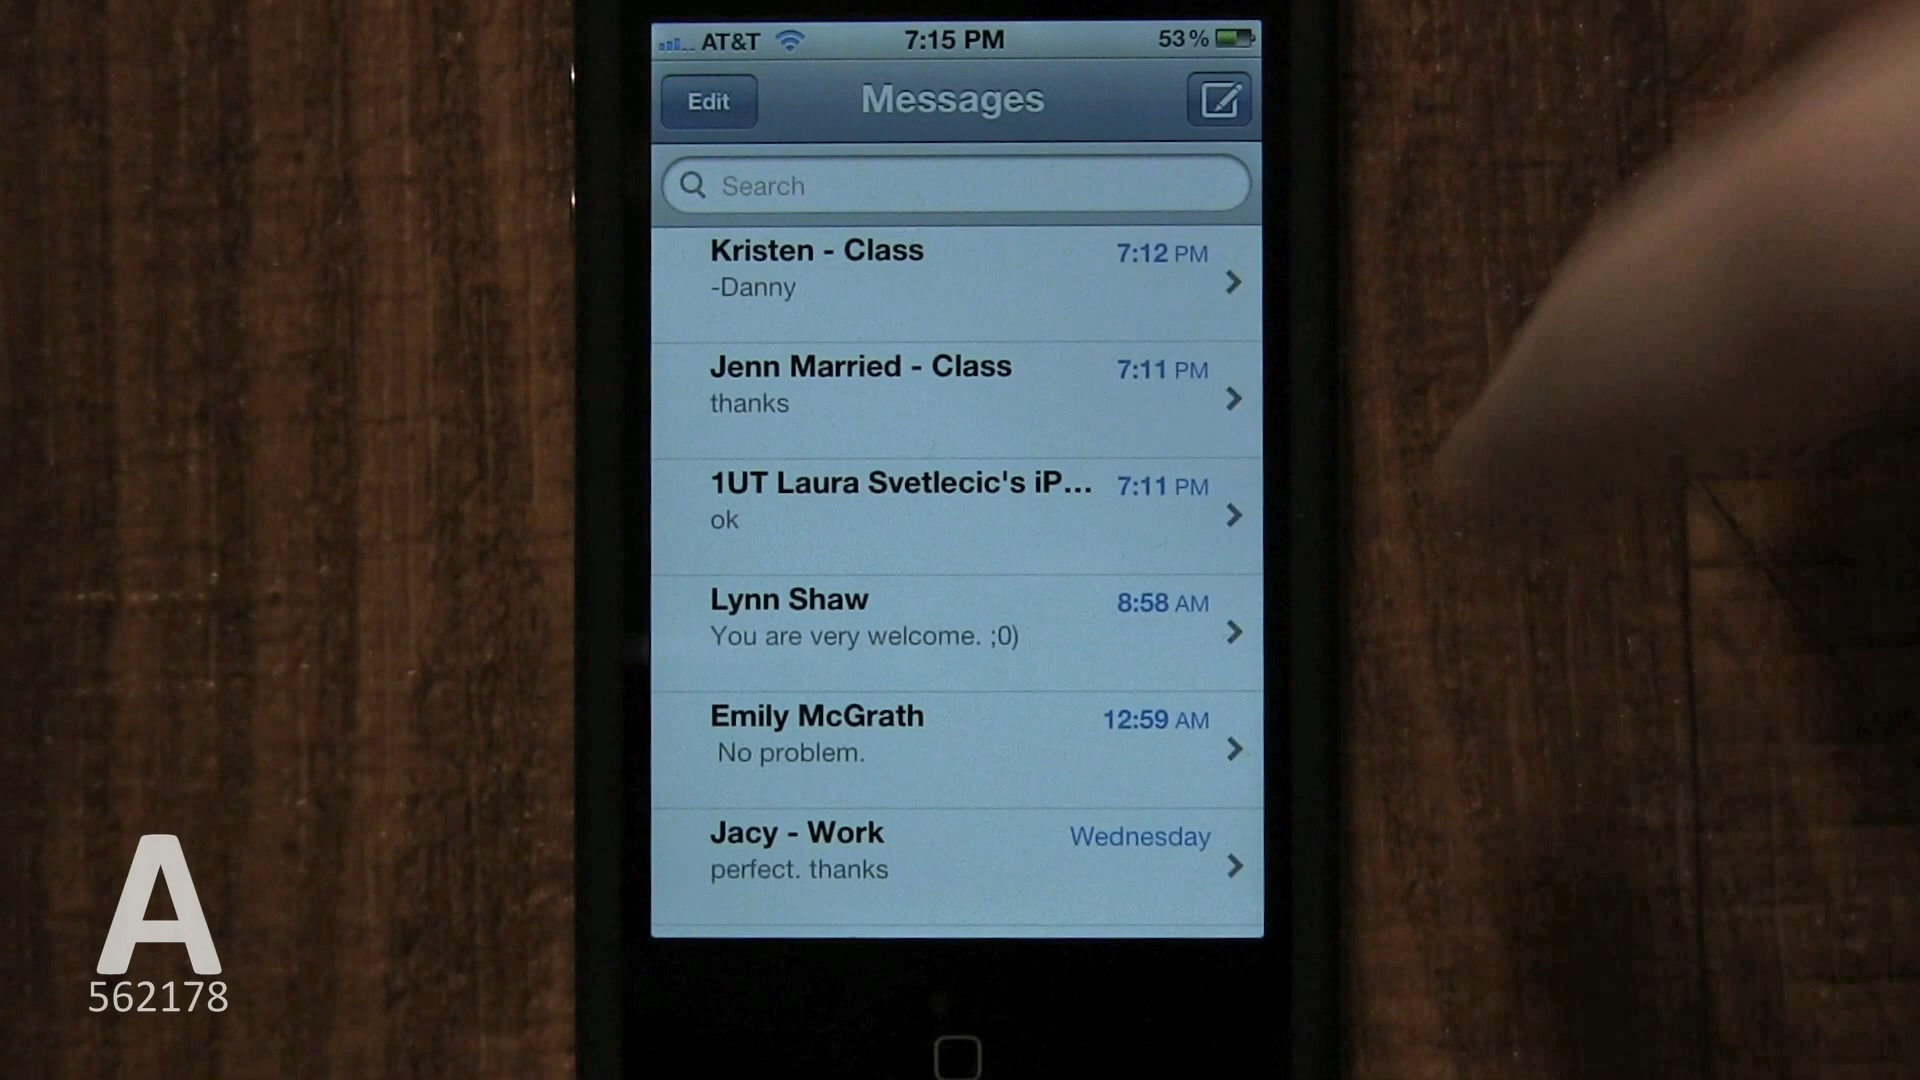 AT&T 7:15 PM 53%
Edit Messages
Search
Kristen - Class 7:12 PM
-Danny
Jenn Married - Class 7:11 PM
thanks
1UT Laura Svetlecic's iP... 7:11 PM
ok
Lynn Shaw 8:58 AM
You are very welcome. ;0)
Emily McGrath 12:59 AM
No problem.
Jacy - Work Wednesday
perfect. thanks
A
562178